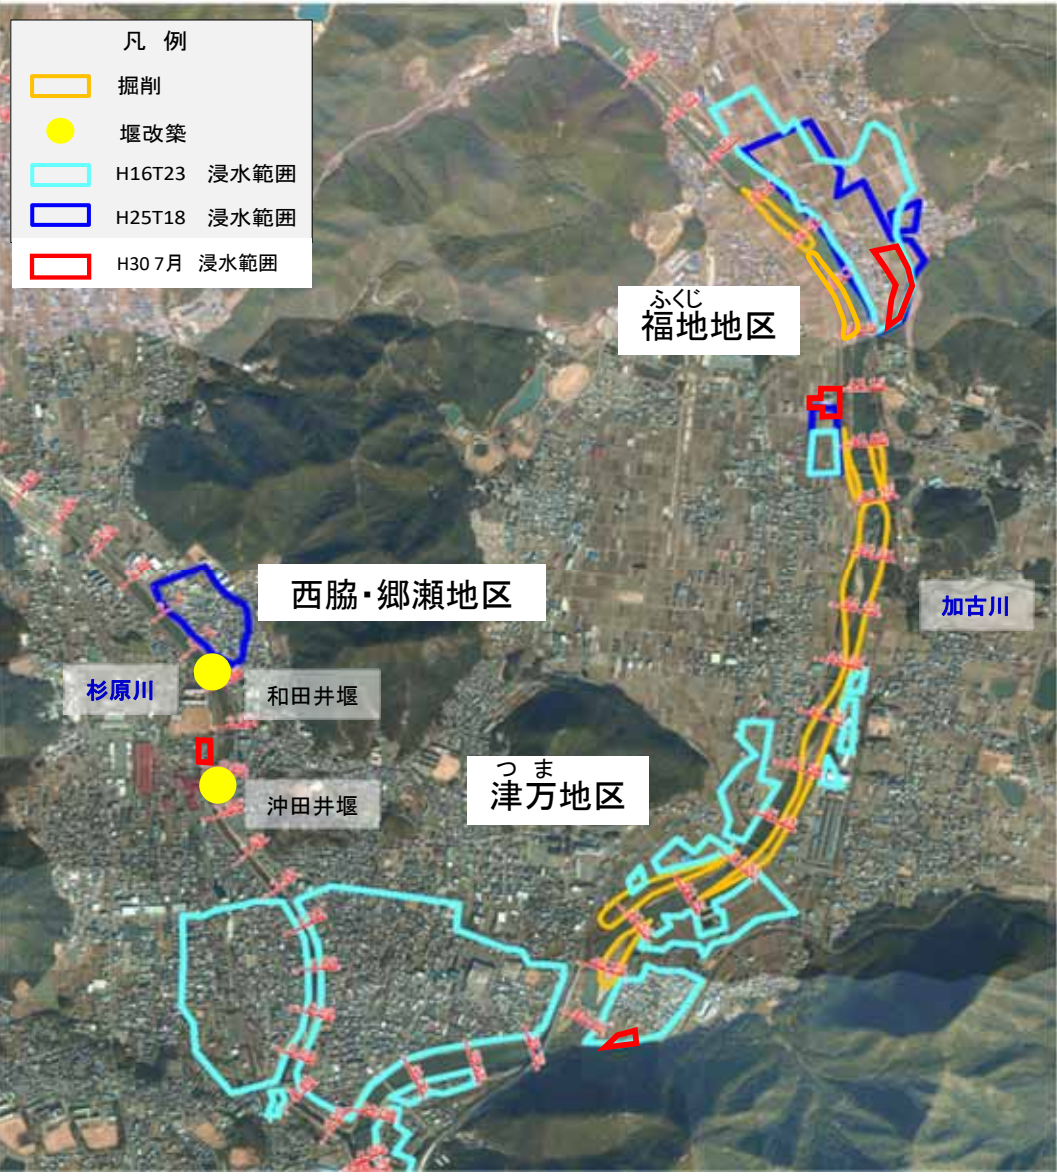 凡 例
掘削
堰改築
H16T23 浸水範囲
H25T18 浸水範囲
H30 7月 浸水範囲
ふくじ
福地地区
西脇・郷瀬地区
加古川
杉原川
和田井堰
つ ま
津万地区
沖田井堰